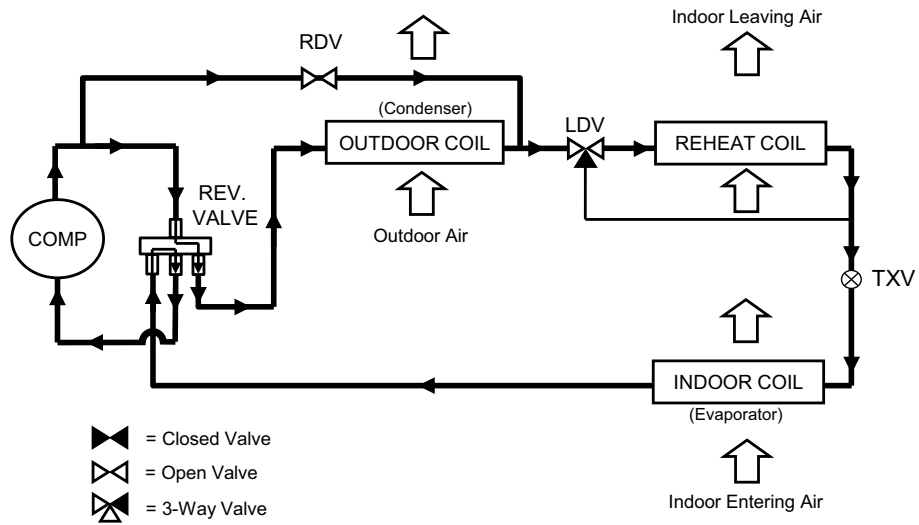 Indoor Leaving Air
RDV
(Condenser)
OUTDOOR COIL
LDV
REHEAT COIL
REV.
VALVE
COMP
Outdoor Air
TXV
INDOOR COIL
(Evaporator)
= Closed Valve
= Open Valve
= 3-Way Valve
Indoor Entering Air